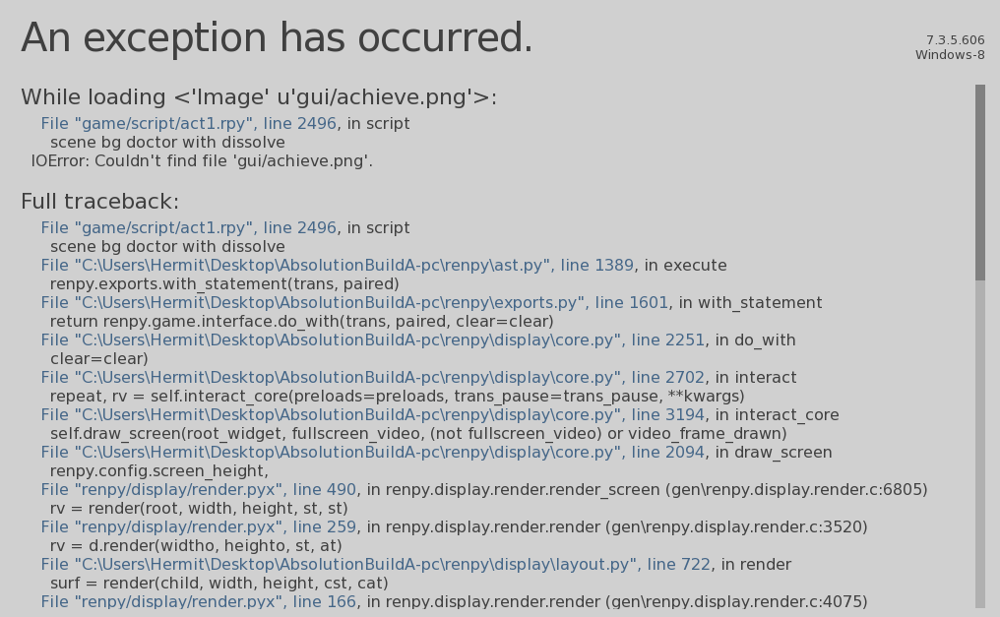 An exception has occurred.
7.3.5.606
Windows-8
While loading <'Image' u'gui/achieve.png'>:
File "game/script/act1.rpy", line 2496, in script
scene bg doctor with dissolve
IOError: Couldn't find file 'gui/achieve.png'.
Full traceback:
File "game/script/act1.rpy", line 2496, in script
scene bg doctor with dissolve
File "C:\Users\Hermit\Desktop\AbsolutionBuildA-pc\renpy\ast.py", line 1389, in execute
renpy.exports.with_statement(trans, paired)
File "C:\Users\Hermit\Desktop\AbsolutionBuildA-pc\renpy\exports.py", line 1601, in with_statement
return renpy.game.interface.do_with(trans, paired, clear=clear)
File "C:\Users\Hermit\Desktop\AbsolutionBuildA-pc\renpy\display\core.py", line 2251, in do_with
clear=clear)
File "C:\Users\Hermit\Desktop\AbsolutionBuildA-pc\renpy\display\core.py", line 2702, in interact
repeat, rv = self.interact_core(preloads=preloads, trans_pause=trans_pause, **kwargs)
File "C:\Users\Hermit\Desktop\AbsolutionBuildA-pc\renpy\display\core.py", line 3194, in interact_core
self.draw_screen(root_widget, fullscreen_video, (not fullscreen_video) or video_frame_drawn)
File "C:\Users\Hermit\Desktop\AbsolutionBuildA-pc\renpy\display\core.py", line 2094, in draw_screen
renpy.config.screen_height,
File "renpy/display/render.pyx", line 490, in renpy.display.render.render_screen (gen\renpy.display.render.c:6805)
rv = render(root, width, height, st, st)
File "renpy/display/render.pyx", line 259, in renpy.display.render.render (gen\renpy.display.render.c:3520)
rv = d.render(widtho, heighto, st, at)
File "C:\Users\Hermit\Desktop\AbsolutionBuildA-pc\renpy\display\layout.py", line 722, in render
surf = render(child, width, height, cst, cat)
File "renpy/display/render.pyx", line 166, in renpy.display.render.render (gen\renpy.display.render.c:4075)